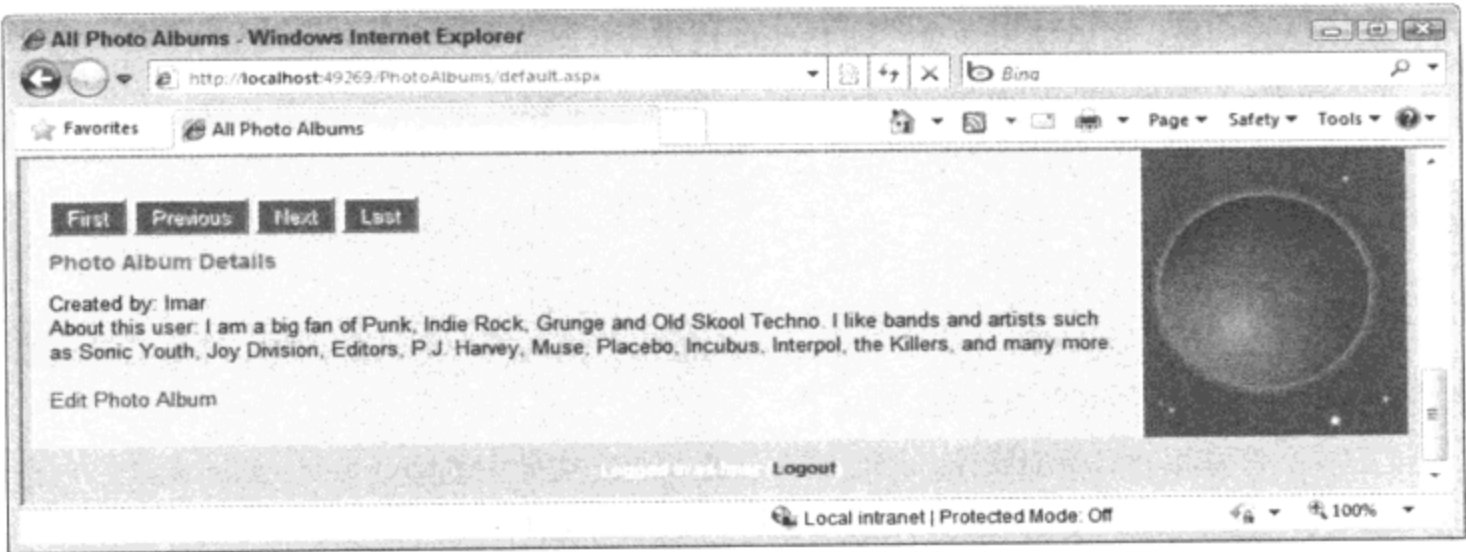 All Photo Albums - Windows Internet Explorer
http://localhost:49269/PhotoAlbums/default.aspx
Bing
Favorites
All Photo Albums
Page
Safety
Tools
First Previous Next Last
Photo Album Details
Created by: Imar
About this user: I am a big fan of Punk, Indie Rock, Grunge and Old Skool Techno. I like bands and artists such
as Sonic Youth, Joy Division, Editors, P.J. Harvey, Muse, Placebo, Incubus, Interpol, the Killers, and many more.
Edit Photo Album
Logged in as Imar Logout
Local intranet | Protected Mode: Off
100%